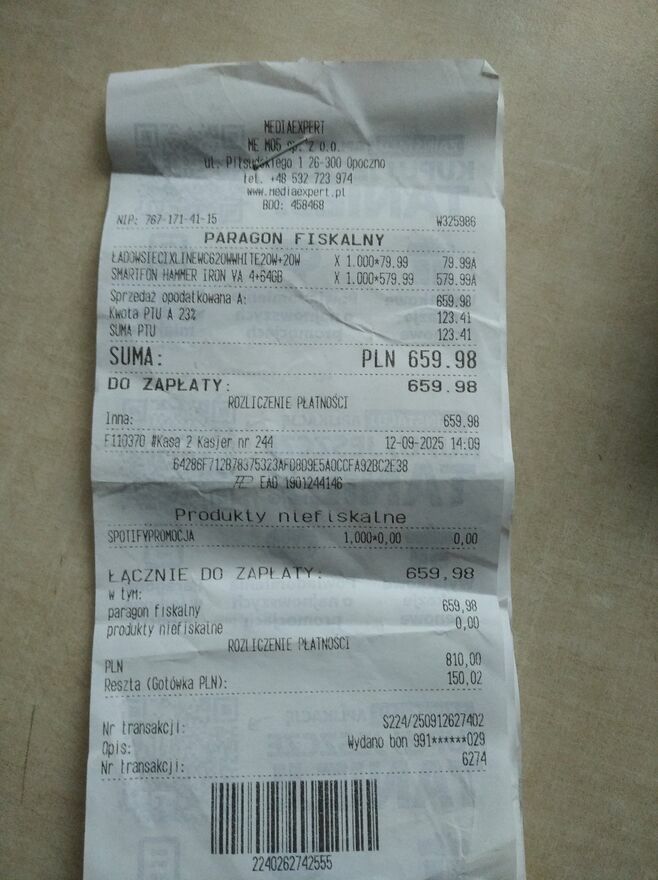 MEDIAEXPERT
ME M05 Sp. z o.o.
ul. Piłsudskiego 1 26-300 Opoczno
tel. +48 532 723 974
www.mediaexpert.pl
BDO: 458468
NIP: 767-171-41-15 W325986
PARAGON FISKALNY
ŁADOWSIECIXLINEWC620WWHITE20W+20W X 1.000*79.99 79.99A
SMARTFON HAMMER IRON VA 4+64GB X 1.000*579.99 579.99A
Sprzedaż opodatkowana A: 659.98
Kwota PTU A 23% 123.41
SUMA PTU 123.41
SUMA: PLN 659.98
DO ZAPŁATY: 659.98
ROZLICZENIE PŁATNOŚCI
Inna: 659.98
F110370 #Kasa 2 Kasjer nr 244 12-09-2025 14:09
64286F712B78375323AFD8D9E5A0CCFA92BC2E38
EAD 1901244146
Produkty niefiskalne
SPOTIFYPROMOCJA 1,000*0,00 0,00
ŁĄCZNIE DO ZAPŁATY: 659,98
w tym:
paragon fiskalny 659,98
produkty niefiskalne 0,00
ROZLICZENIE PŁATNOŚCI
PLN 810,00
Reszta (Gotówka PLN): 150,02
Nr transakcji: S224/250912627402
Opis: Wydano bon 991******029
Nr transakcji: 6274
2240262742555